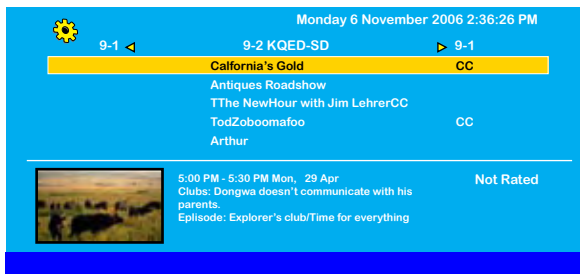 Monday 6 November 2006 2:36:26 PM
9-1 9-2 KQED-SD 9-1
Calfornia's Gold CC
Antiques Roadshow
TThe NewHour with Jim LehrerCC
TodZoboomafoo CC
Arthur
5:00 PM - 5:30 PM Mon, 29 Apr Not Rated
Clubs: Dongwa doesn't communicate with his
parents.
Eplisode: Explorer's club/Time for everything